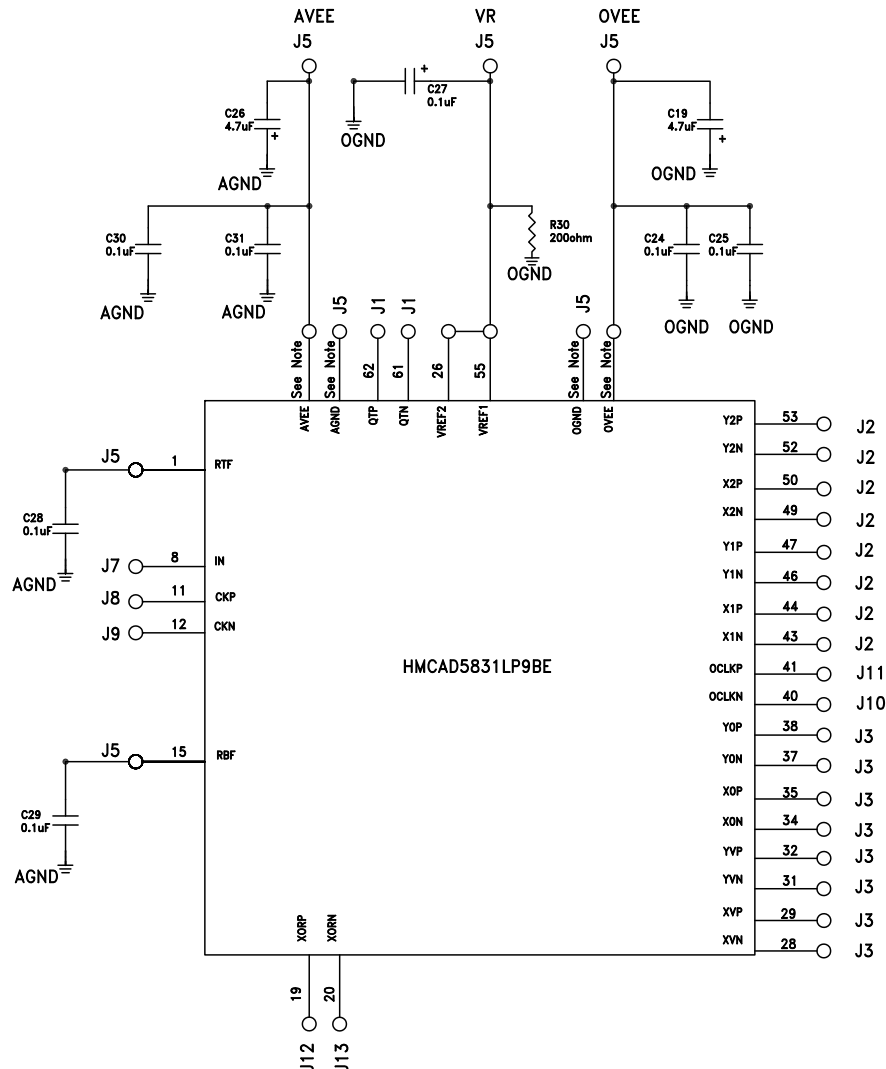 AVEE VR OVEE
J5 J5 J5
C26
4.7uF
AGND
C27
0.1uF
OGND
C19
4.7uF
OGND
C30
0.1uF
AGND
C31
0.1uF
AGND
R30
200ohm
OGND
C24
0.1uF
OGND
C25
0.1uF
OGND
J5 J1 J1 J5
See Note See Note 62 61 26 55 See Note See Note
AVEE AGND QTP QTN VREF2 VREF1 OGND OVEE
J5 1 RTF
C28
0.1uF
AGND
J7 8 IN
J8 11 CKP
J9 12 CKN
J5 15 RBF
C29
0.1uF
AGND
HMCAD5831LP9BE
Y2P 53 J2
Y2N 52 J2
X2P 50 J2
X2N 49 J2
Y1P 47 J2
Y1N 46 J2
X1P 44 J2
X1N 43 J2
OCLKP 41 J11
OCLKN 40 J10
Y0P 38 J3
Y0N 37 J3
X0P 35 J3
X0N 34 J3
YVP 32 J3
YVN 31 J3
XVP 29 J3
XVN 28 J3
XORP XORN
19 20
J12 J13